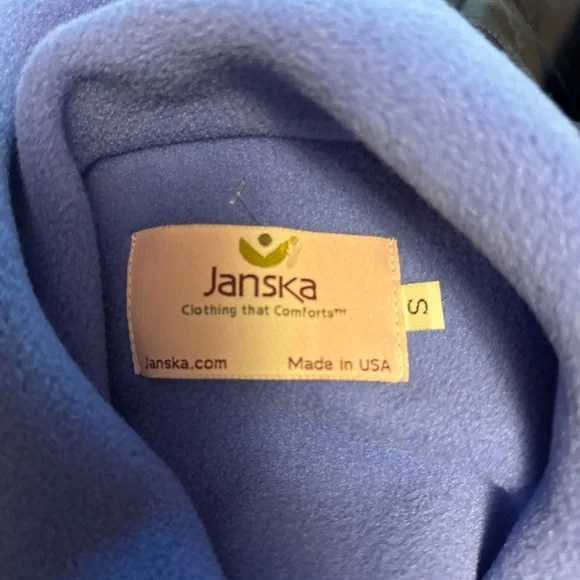 Janska
Clothing that Comforts™
Janska.com
Made in USA
S